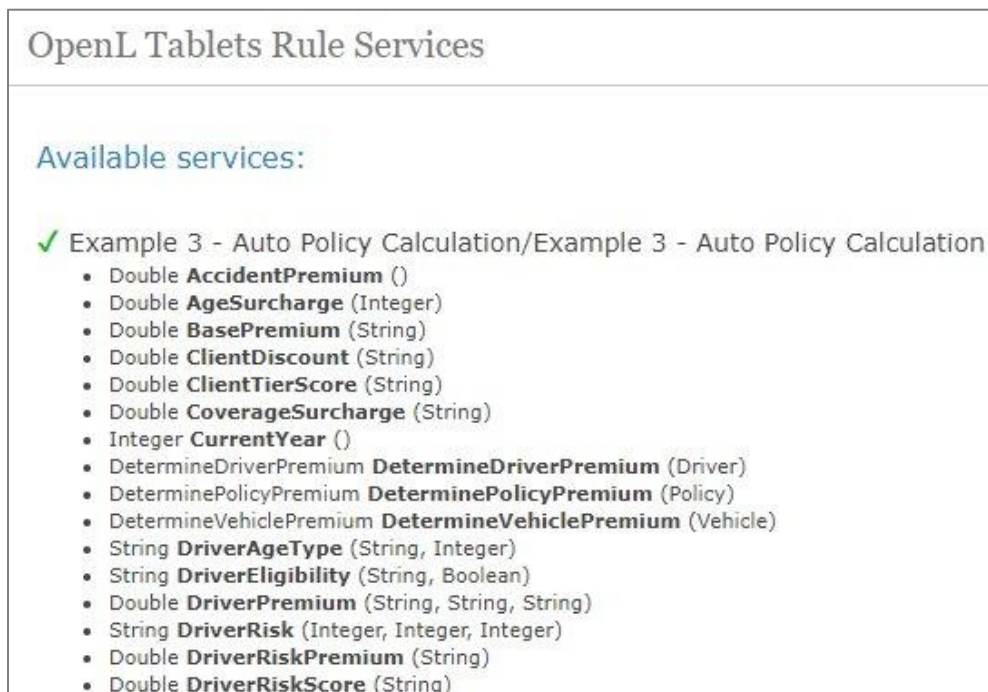 OpenL Tablets Rule Services
Available services:
✓ Example 3 - Auto Policy Calculation/Example 3 - Auto Policy Calculation
• Double AccidentPremium ()
• Double AgeSurcharge (Integer)
• Double BasePremium (String)
• Double ClientDiscount (String)
• Double ClientTierScore (String)
• Double CoverageSurcharge (String)
• Integer CurrentYear ()
• DetermineDriverPremium DetermineDriverPremium (Driver)
• DeterminePolicyPremium DeterminePolicyPremium (Policy)
• DetermineVehiclePremium DetermineVehiclePremium (Vehicle)
• String DriverAgeType (String, Integer)
• String DriverEligibility (String, Boolean)
• Double DriverPremium (String, String, String)
• String DriverRisk (Integer, Integer, Integer)
• Double DriverRiskPremium (String)
• Double DriverRiskScore (String)